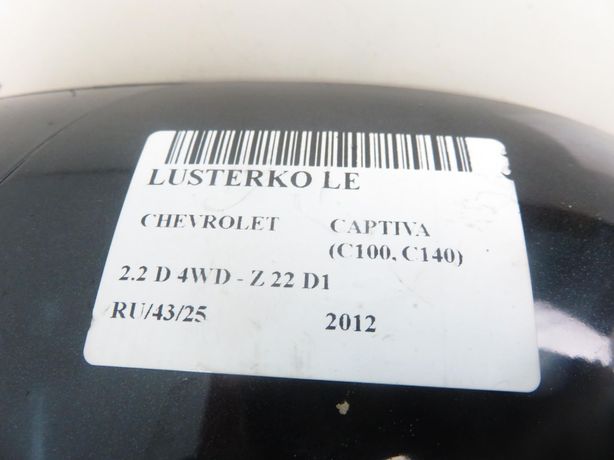 LUSTERKO LE
CHEVROLET CAPTIVA
(C100, C140)
2.2 D 4WD - Z 22 D1
RU/43/25 2012